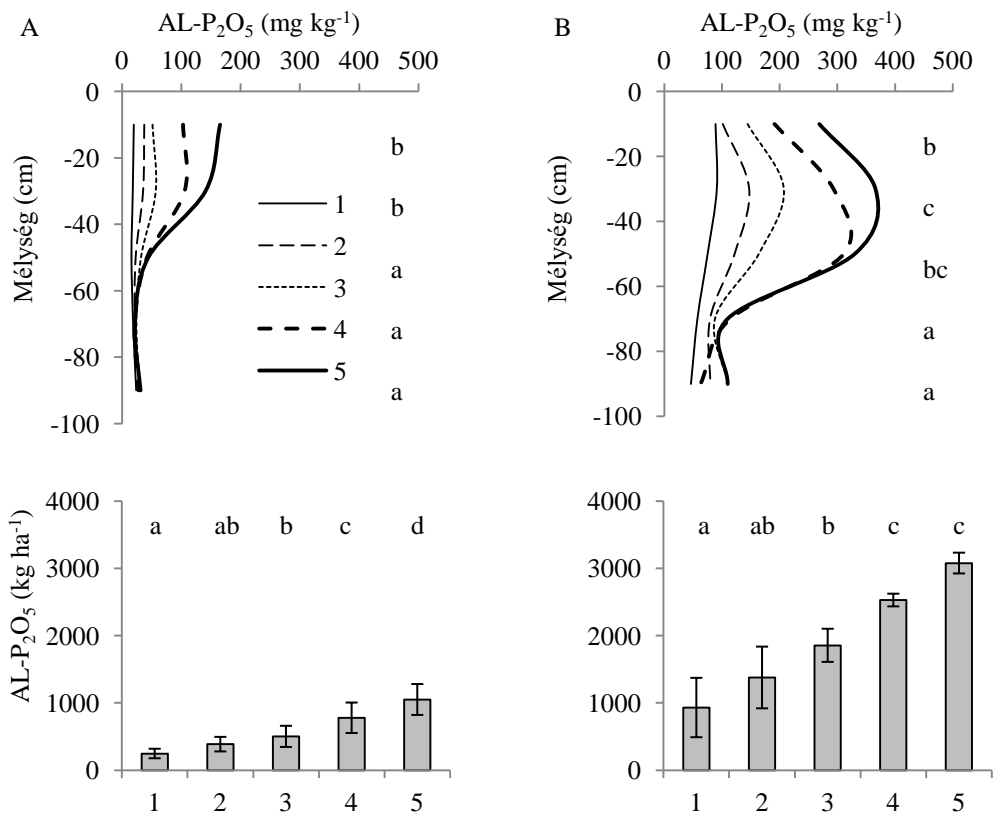 A AL-P₂O₅ (mg kg⁻¹)
0 100 200 300 400 500
0
-20
-40
-60
-80
-100
Mélység (cm)
1
2
3
4
5
b
b
a
a
a
B AL-P₂O₅ (mg kg⁻¹)
0 100 200 300 400 500
0
-20
-40
-60
-80
-100
Mélység (cm)
b
c
bc
a
a
4000
3000
2000
1000
0
AL-P₂O₅ (kg ha⁻¹)
a ab b c d
1 2 3 4 5
4000
3000
2000
1000
0
a ab b c c
1 2 3 4 5